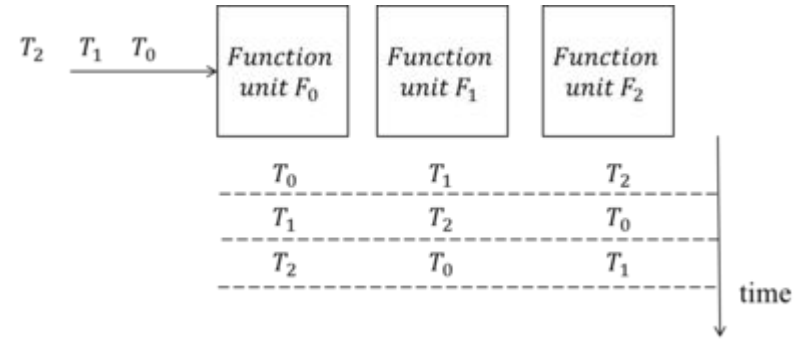 T₂ T₁ T₀
Function unit F₀
Function unit F₁
Function unit F₂
T₀ T₁ T₂
T₁ T₂ T₀
T₂ T₀ T₁
time